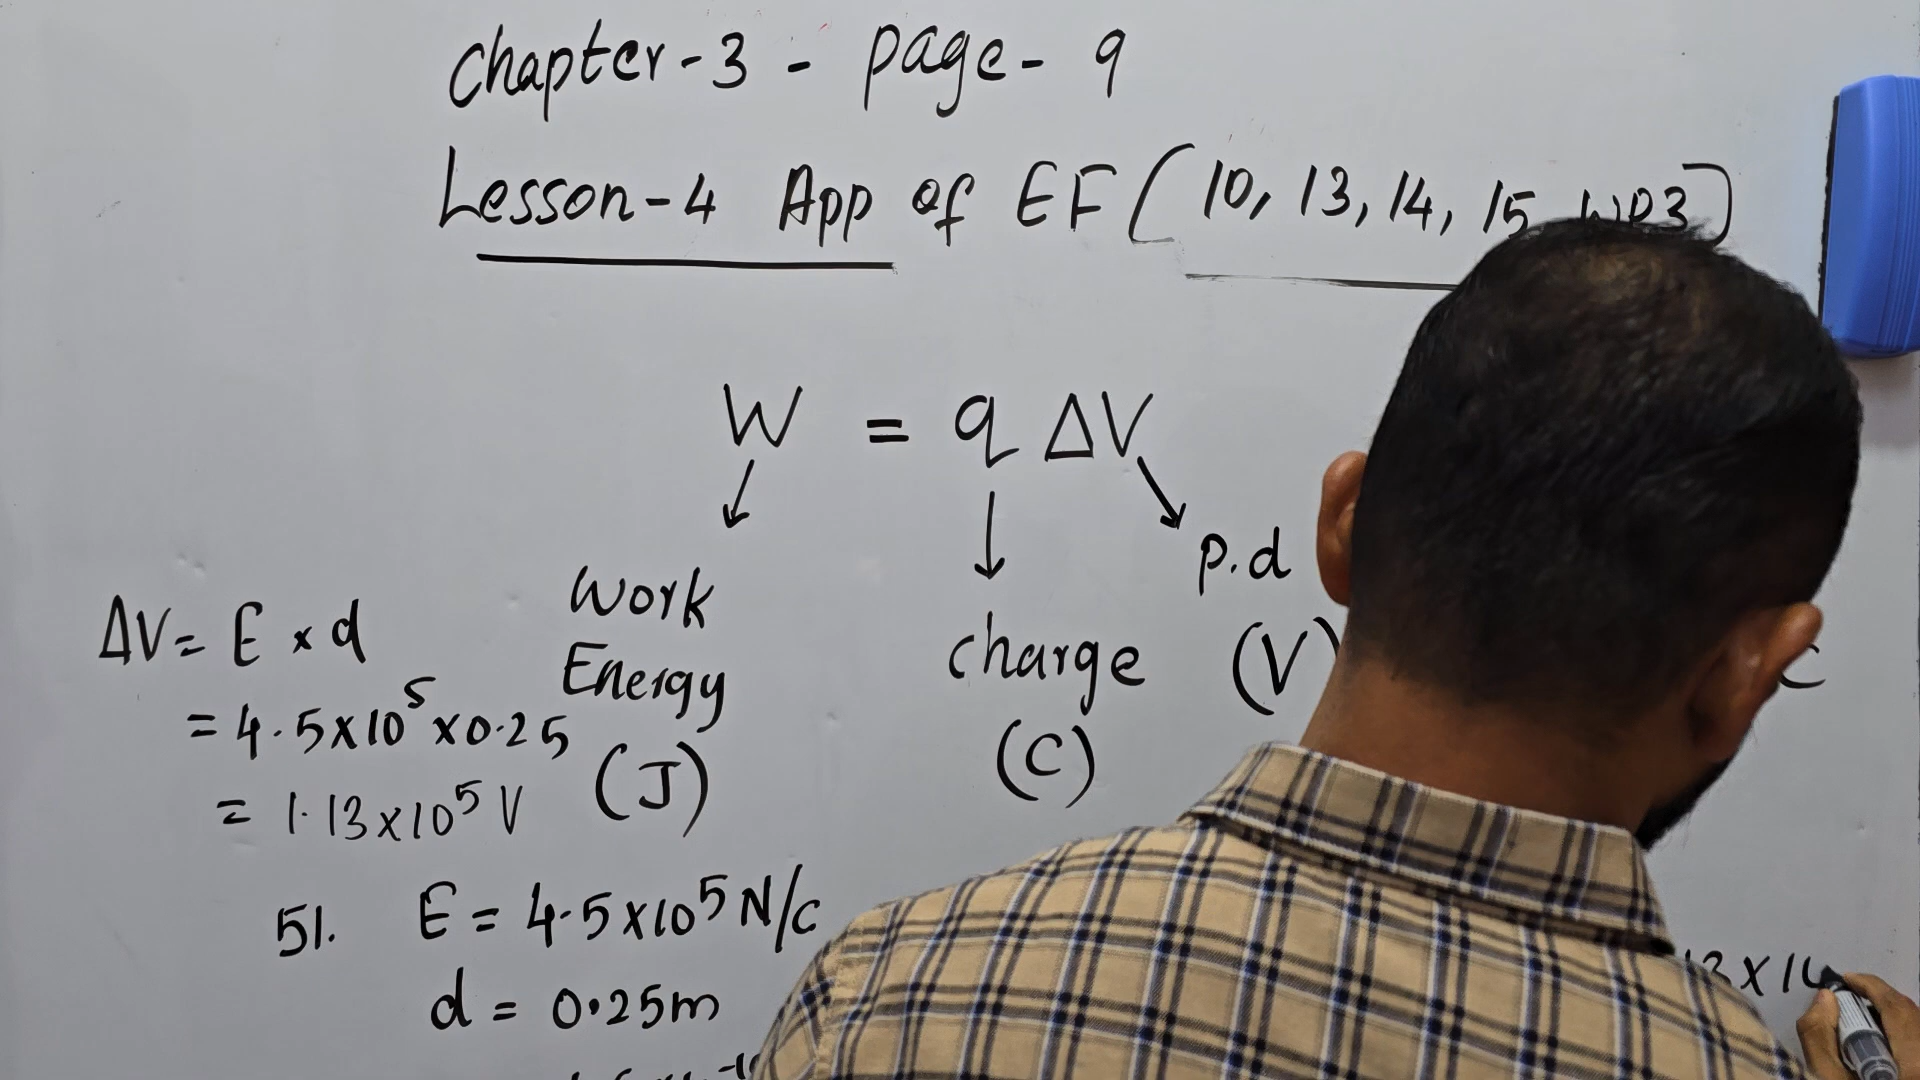 Chapter-3 - page- 9
Lesson-4 App of EF (10, 13, 14, 15
W = q ΔV
Work
Energy
(J)
charge
(C)
p.d
(V)
ΔV = E × d
= 4.5×10⁵×0.25
= 1.13×10⁵ V
51. E = 4.5×10⁵ N/C
d = 0.25m